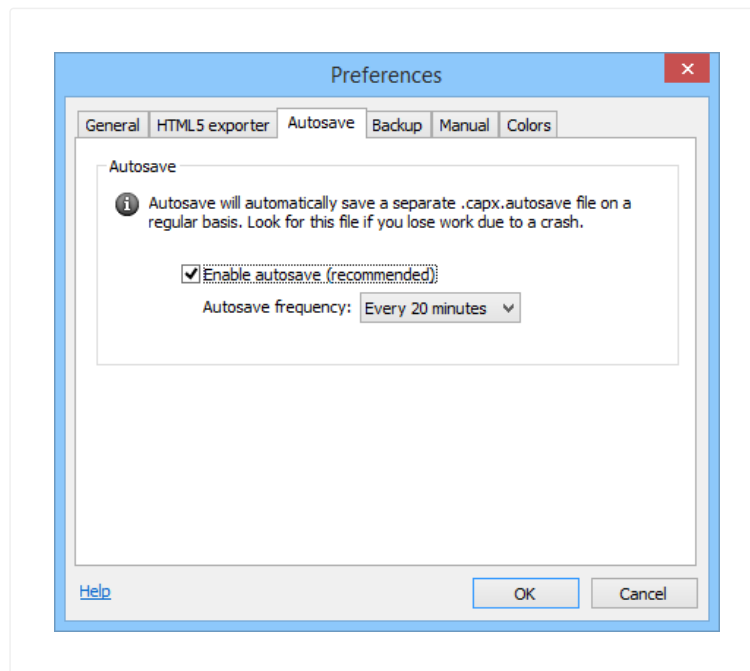 Preferences
General HTML5 exporter Autosave Backup Manual Colors
Autosave
Autosave will automatically save a separate .capx.autosave file on a
regular basis. Look for this file if you lose work due to a crash.
Enable autosave (recommended)
Autosave frequency: Every 20 minutes
Help OK Cancel